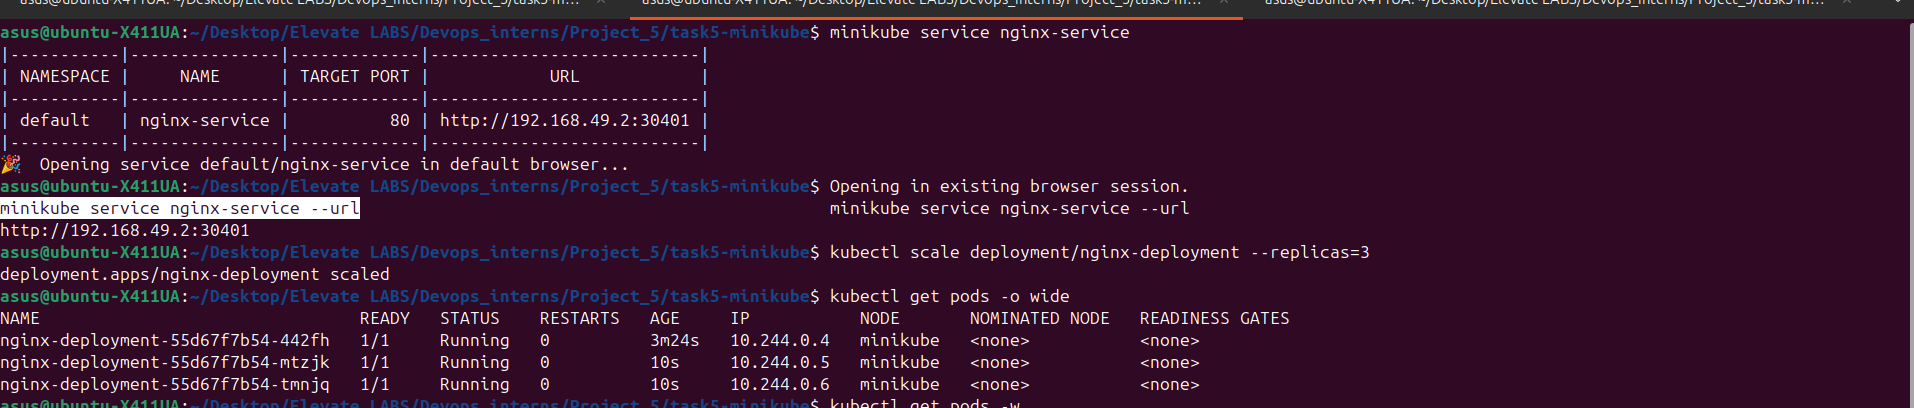 asus@ubuntu-X411UA: ~/Desktop/Elevate LABS/Devops_interns/Project_5/task5-m... × asus@ubuntu-X411UA: ~/Desktop/Elevate LABS/Devops_interns/Project_5/task5-m... × asus@ubuntu-X411UA: ~/Desktop/Elevate LABS/Devops_interns/Project_5/task5-m... ×
asus@ubuntu-X411UA:~/Desktop/Elevate LABS/Devops_interns/Project_5/task5-minikube$ minikube service nginx-service
|-----------|---------------|-------------|---------------------------|
| NAMESPACE |     NAME      | TARGET PORT |            URL            |
|-----------|---------------|-------------|---------------------------|
| default   | nginx-service |          80 | http://192.168.49.2:30401 |
|-----------|---------------|-------------|---------------------------|
🎉  Opening service default/nginx-service in default browser...
asus@ubuntu-X411UA:~/Desktop/Elevate LABS/Devops_interns/Project_5/task5-minikube$ Opening in existing browser session.
minikube service nginx-service --url                                               minikube service nginx-service --url
http://192.168.49.2:30401
asus@ubuntu-X411UA:~/Desktop/Elevate LABS/Devops_interns/Project_5/task5-minikube$ kubectl scale deployment/nginx-deployment --replicas=3
deployment.apps/nginx-deployment scaled
asus@ubuntu-X411UA:~/Desktop/Elevate LABS/Devops_interns/Project_5/task5-minikube$ kubectl get pods -o wide
NAME                                READY   STATUS    RESTARTS   AGE     IP           NODE       NOMINATED NODE   READINESS GATES
nginx-deployment-55d67f7b54-442fh   1/1     Running   0          3m24s   10.244.0.4   minikube   <none>           <none>
nginx-deployment-55d67f7b54-mtzjk   1/1     Running   0          10s     10.244.0.5   minikube   <none>           <none>
nginx-deployment-55d67f7b54-tmnjq   1/1     Running   0          10s     10.244.0.6   minikube   <none>           <none>
asus@ubuntu-X411UA:~/Desktop/Elevate LABS/Devops_interns/Project_5/task5-minikube$ kubectl get pods -w